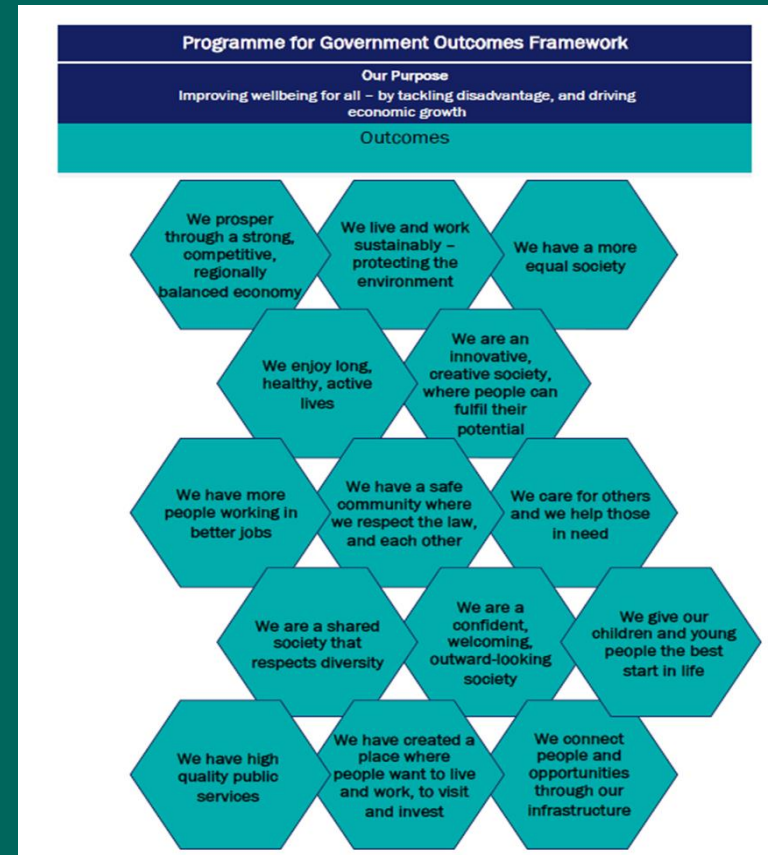 Programme for Government Outcomes Framework
Our Purpose
Improving wellbeing for all – by tackling disadvantage, and driving
economic growth
Outcomes
We prosper
through a strong,
competitive,
regionally
balanced economy
We live and work
sustainably –
protecting the
environment
We have a more
equal society
We enjoy long,
healthy, active
lives
We are an
innovative,
creative society,
where people can
fulfil their
potential
We have more
people working in
better jobs
We have a safe
community where
we respect the law,
and each other
We care for others
and we help those
in need
We are a shared
society that
respects diversity
We are a
confident,
welcoming,
outward-looking
society
We give our
children and young
people the best
start in life
We have high
quality public
services
We have created a
place where
people want to live
and work, to visit
and invest
We connect
people and
opportunities
through our
infrastructure